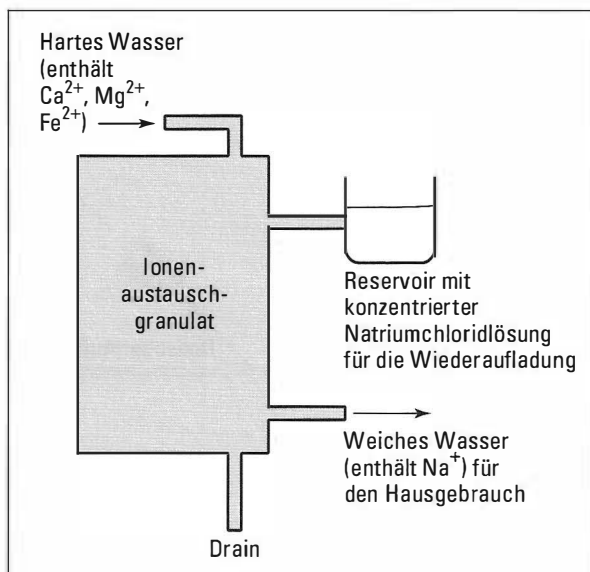 Hartes Wasser
(enthält
Ca²⁺, Mg²⁺,
Fe²⁺)
Ionen-
austausch-
granulat
Reservoir mit
konzentrierter
Natriumchloridlösung
für die Wiederaufladung
Weiches Wasser
(enthält Na⁺) für
den Hausgebrauch
Drain